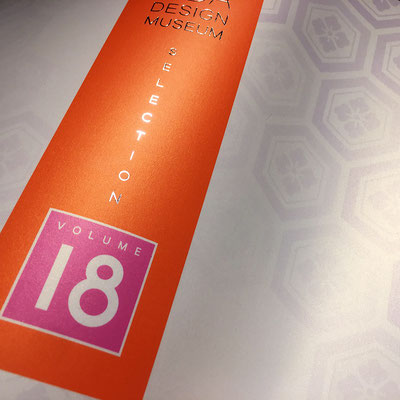 DESIGN
MUSEUM
SELECTION
VOLUME
18